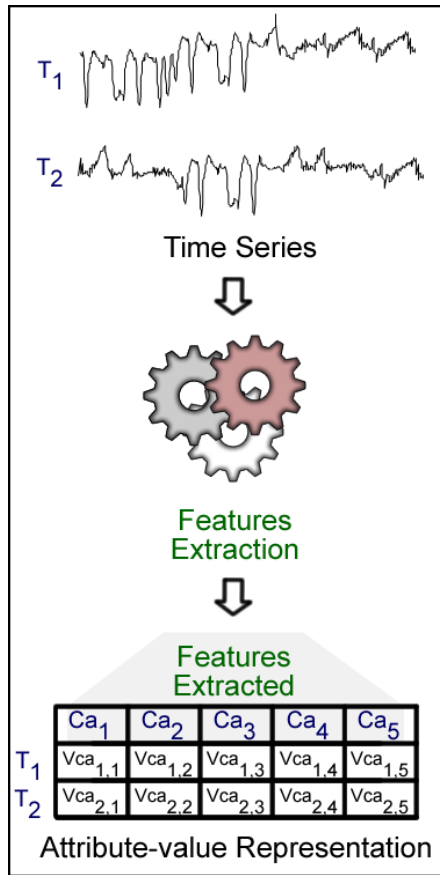 T1
T2
Time Series
Features
Extraction
Features
Extracted
Ca1 Ca2 Ca3 Ca4 Ca5
T1 Vca1,1 Vca1,2 Vca1,3 Vca1,4 Vca1,5
T2 Vca2,1 Vca2,2 Vca2,3 Vca2,4 Vca2,5
Attribute-value Representation